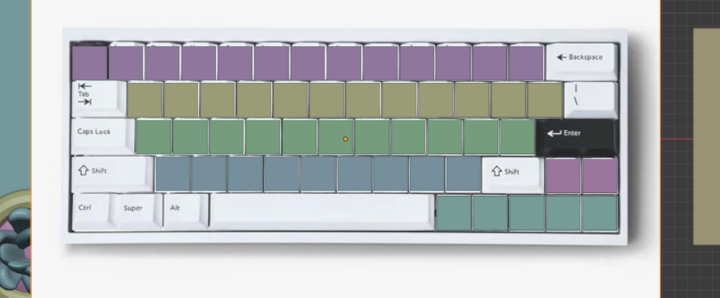 ← Backspace
|
Tab
\
Caps Lock
Enter
Shift
Shift
Ctrl
Super
Alt